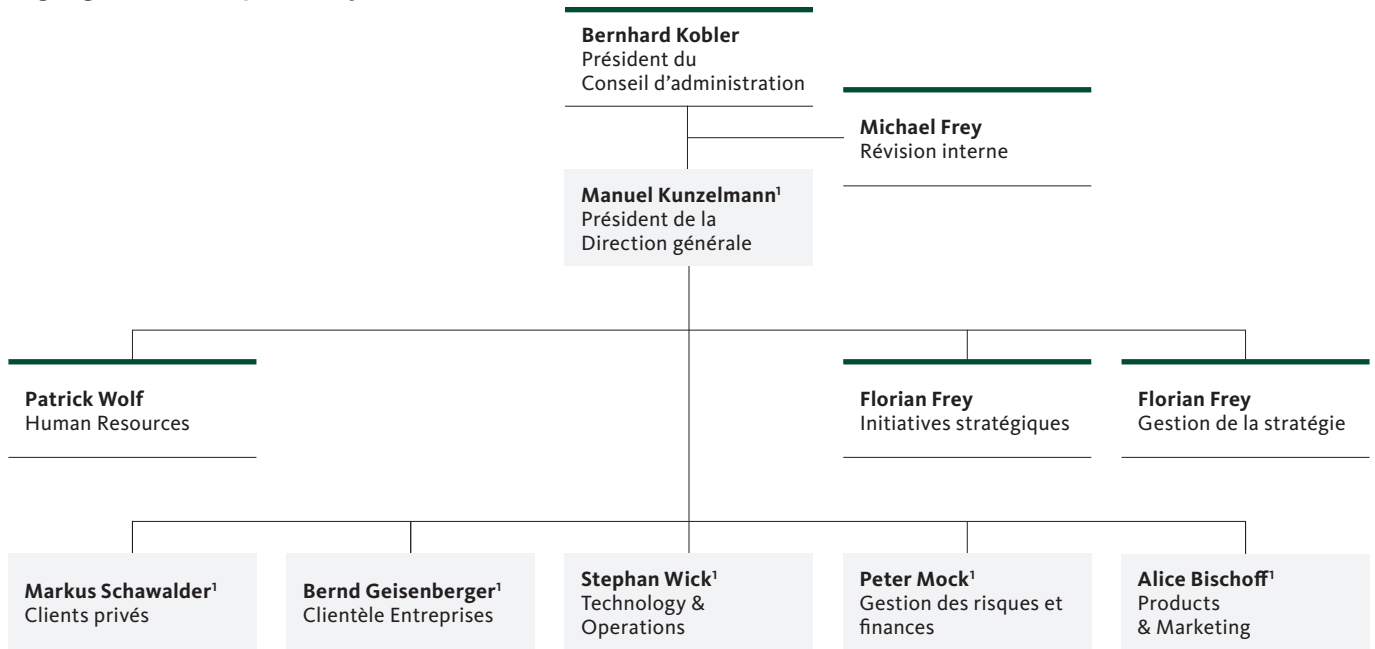 Bernhard Kobler
Président du
Conseil d’administration
Michael Frey
Révision interne
Manuel Kunzelmann¹
Président de la
Direction générale
Patrick Wolf
Human Resources
Florian Frey
Initiatives stratégiques
Florian Frey
Gestion de la stratégie
Markus Schawalder¹
Clients privés
Bernd Geisenberger¹
Clientèle Entreprises
Stephan Wick¹
Technology &
Operations
Peter Mock¹
Gestion des risques et
finances
Alice Bischoff¹
Products
& Marketing